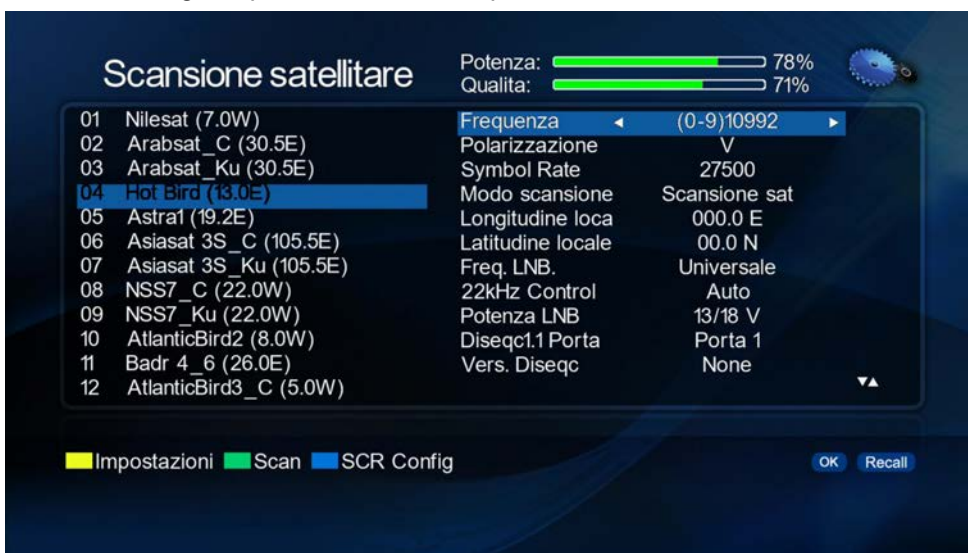 Scansione satellitare
Potenza: 78%
Qualita: 71%
01 Nilesat (7.0W)
02 Arabsat_C (30.5E)
03 Arabsat_Ku (30.5E)
04 Hot Bird (13.0E)
05 Astra1 (19.2E)
06 Asiasat 3S_C (105.5E)
07 Asiasat 3S_Ku (105.5E)
08 NSS7_C (22.0W)
09 NSS7_Ku (22.0W)
10 AtlanticBird2 (8.0W)
11 Badr 4_6 (26.0E)
12 AtlanticBird3_C (5.0W)
Frequenza (0-9)10992
Polarizzazione V
Symbol Rate 27500
Modo scansione Scansione sat
Longitudine loca 000.0 E
Latitudine locale 00.0 N
Freq. LNB. Universale
22kHz Control Auto
Potenza LNB 13/18 V
Diseqc1.1 Porta Porta 1
Vers. Diseqc None
Impostazioni Scan SCR Config OK Recall